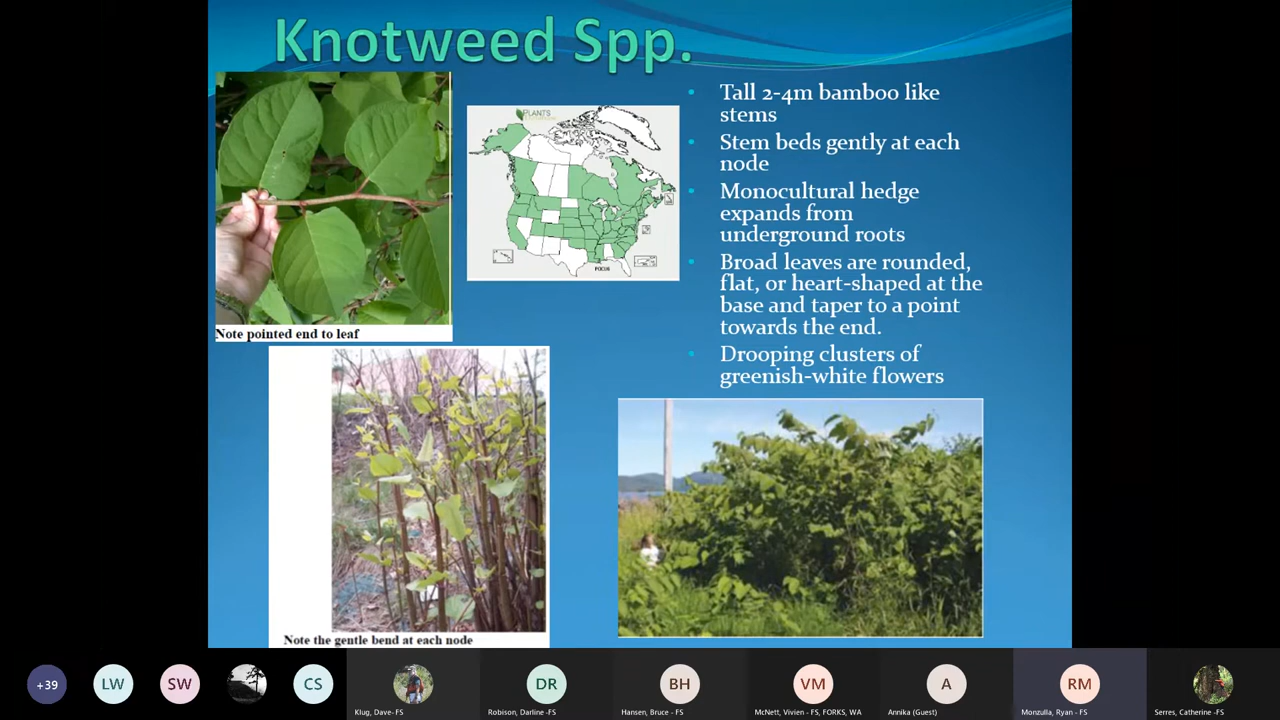 Knotweed Spp.
PLANTS
Tall 2-4m bamboo like
stems
Stem beds gently at each
node
Monocultural hedge
expands from
underground roots
Broad leaves are rounded,
flat, or heart-shaped at the
base and taper to a point
towards the end.
Drooping clusters of
greenish-white flowers
FOCUS
Note pointed end to leaf
Note the gentle bend at each node
+39
LW
SW
CS
DR
BH
VM
A
RM
Klug, Dave- FS
Robison, Darline -FS
Hansen, Bruce - FS
McNett, Vivien - FS, FORKS, WA
Annika (Guest)
Monzulla, Ryan - FS
Serres, Catherine -FS